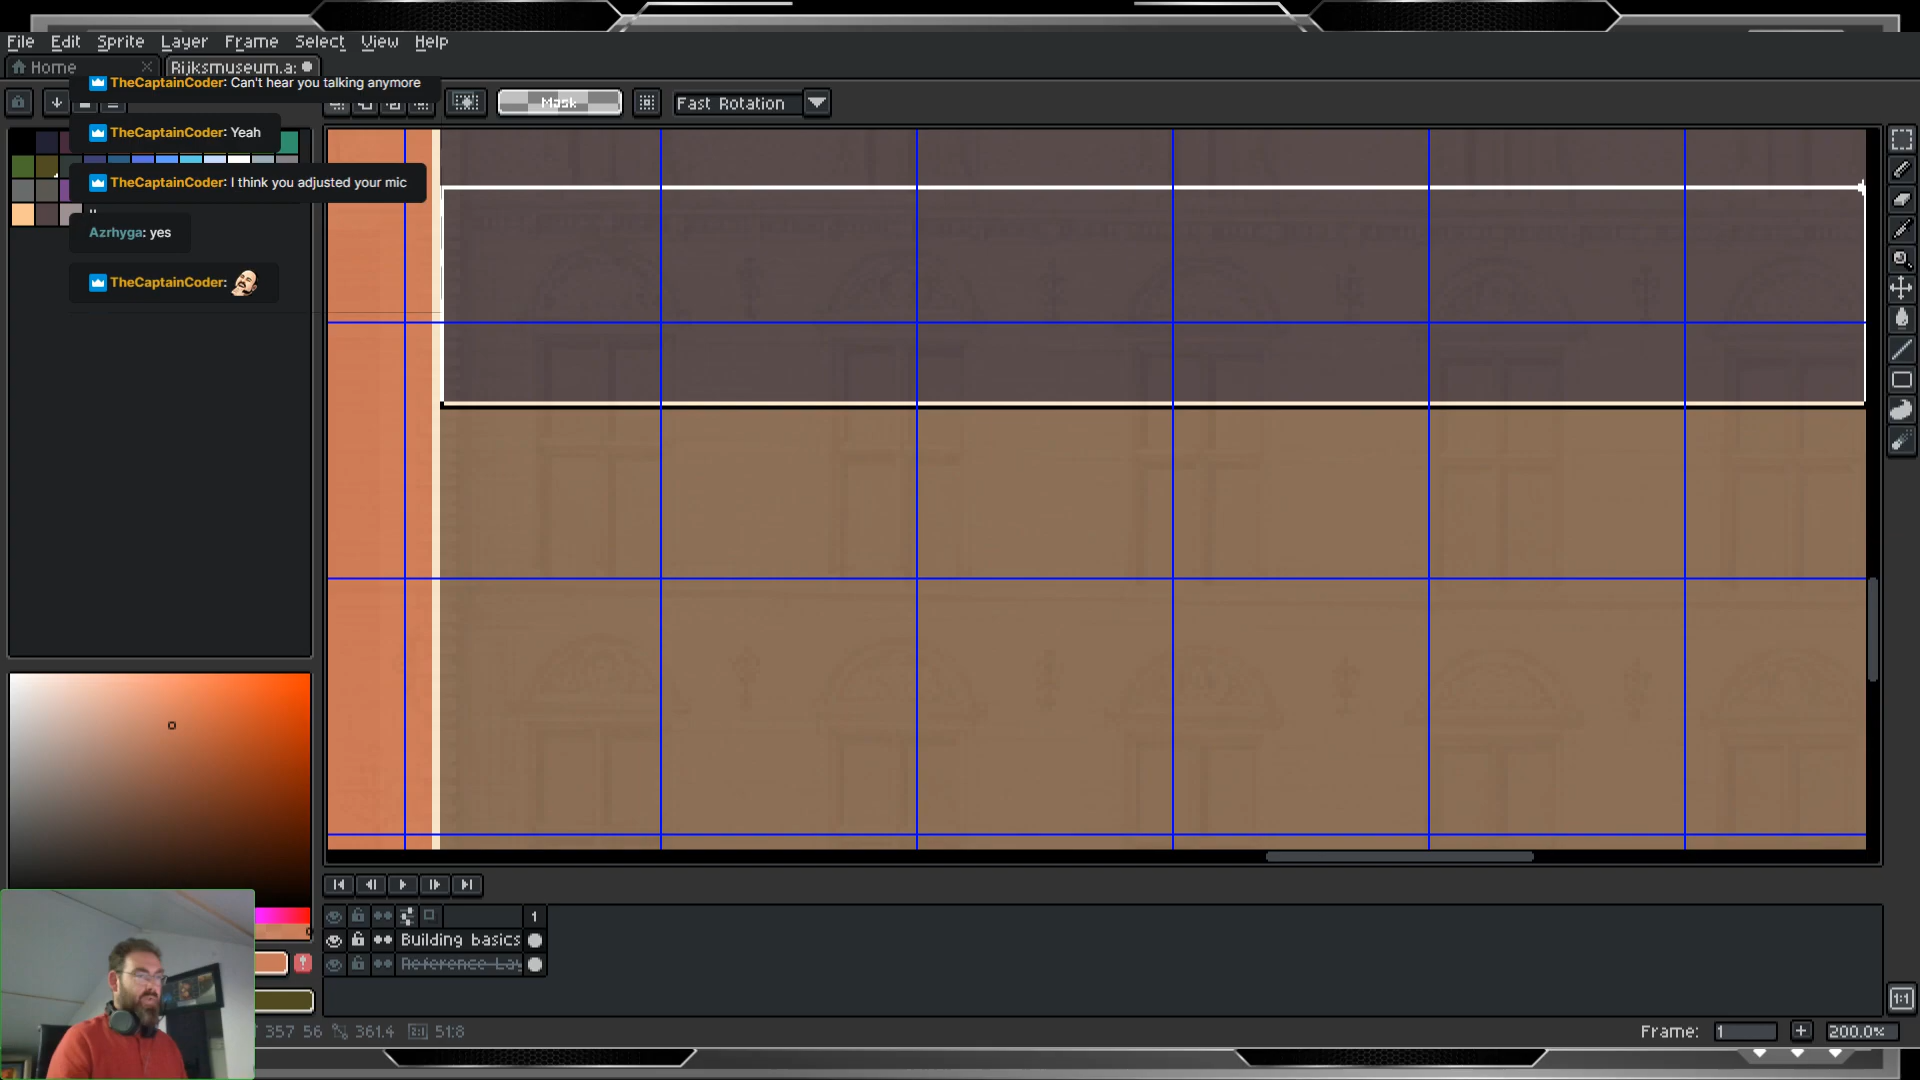 File Edit Sprite Layer Frame Select View Help
Home
Rijksmuseum.a:
TheCaptainCoder: Can't hear you talking anymore
Mask
Fast Rotation
TheCaptainCoder: Yeah
TheCaptainCoder: I think you adjusted your mic
Azrhyga: yes
TheCaptainCoder:
1
Building basics
Reference Lay
357 56 361.4 51:8
Frame: 1 + 200.0%
1:1